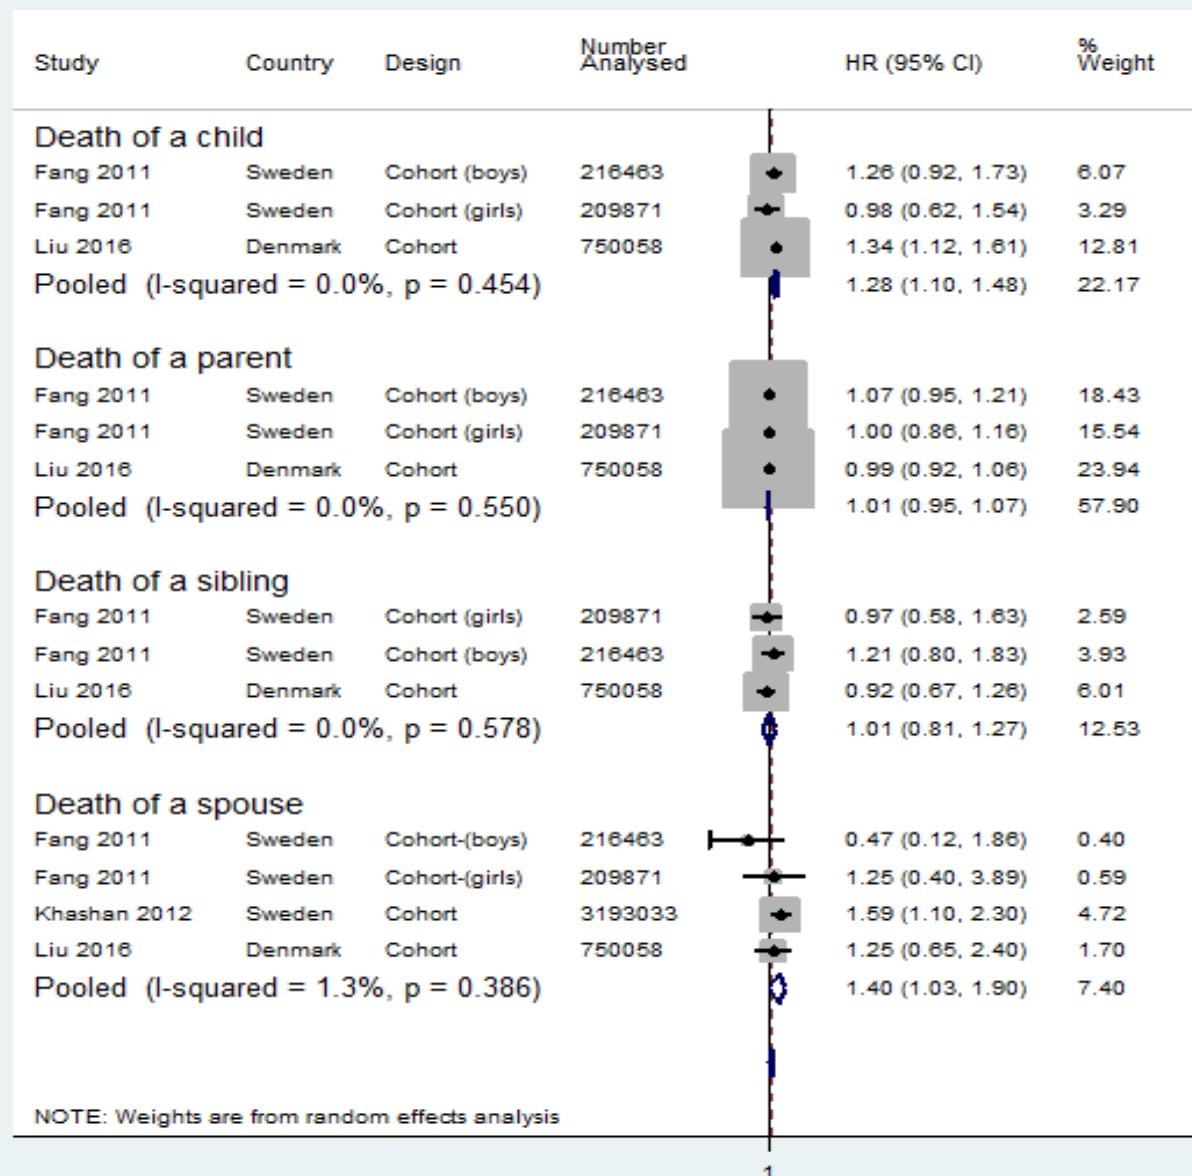 Study Country Design Number Analysed HR (95% CI) % Weight
Death of a child
Fang 2011 Sweden Cohort (boys) 216463 1.26 (0.92, 1.73) 6.07
Fang 2011 Sweden Cohort (girls) 209871 0.98 (0.62, 1.54) 3.29
Liu 2016 Denmark Cohort 750058 1.34 (1.12, 1.61) 12.81
Pooled (I-squared = 0.0%, p = 0.454) 1.28 (1.10, 1.48) 22.17
Death of a parent
Fang 2011 Sweden Cohort (boys) 216463 1.07 (0.95, 1.21) 18.43
Fang 2011 Sweden Cohort (girls) 209871 1.00 (0.86, 1.16) 15.54
Liu 2016 Denmark Cohort 750058 0.99 (0.92, 1.06) 23.94
Pooled (I-squared = 0.0%, p = 0.550) 1.01 (0.95, 1.07) 57.90
Death of a sibling
Fang 2011 Sweden Cohort (girls) 209871 0.97 (0.58, 1.63) 2.59
Fang 2011 Sweden Cohort (boys) 216463 1.21 (0.80, 1.83) 3.93
Liu 2016 Denmark Cohort 750058 0.92 (0.67, 1.26) 6.01
Pooled (I-squared = 0.0%, p = 0.578) 1.01 (0.81, 1.27) 12.53
Death of a spouse
Fang 2011 Sweden Cohort-(boys) 216463 0.47 (0.12, 1.86) 0.40
Fang 2011 Sweden Cohort-(girls) 209871 1.25 (0.40, 3.89) 0.59
Khashan 2012 Sweden Cohort 3193033 1.59 (1.10, 2.30) 4.72
Liu 2016 Denmark Cohort 750058 1.25 (0.65, 2.40) 1.70
Pooled (I-squared = 1.3%, p = 0.386) 1.40 (1.03, 1.90) 7.40
NOTE: Weights are from random effects analysis
1